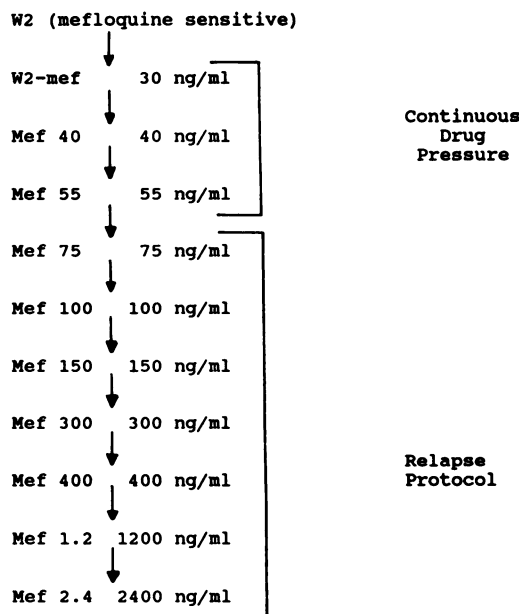 W2 (mefloquine sensitive)
W2-mef 30 ng/ml
Mef 40 40 ng/ml
Mef 55 55 ng/ml
Continuous
Drug
Pressure
Mef 75 75 ng/ml
Mef 100 100 ng/ml
Mef 150 150 ng/ml
Mef 300 300 ng/ml
Mef 400 400 ng/ml
Mef 1.2 1200 ng/ml
Mef 2.4 2400 ng/ml
Relapse
Protocol